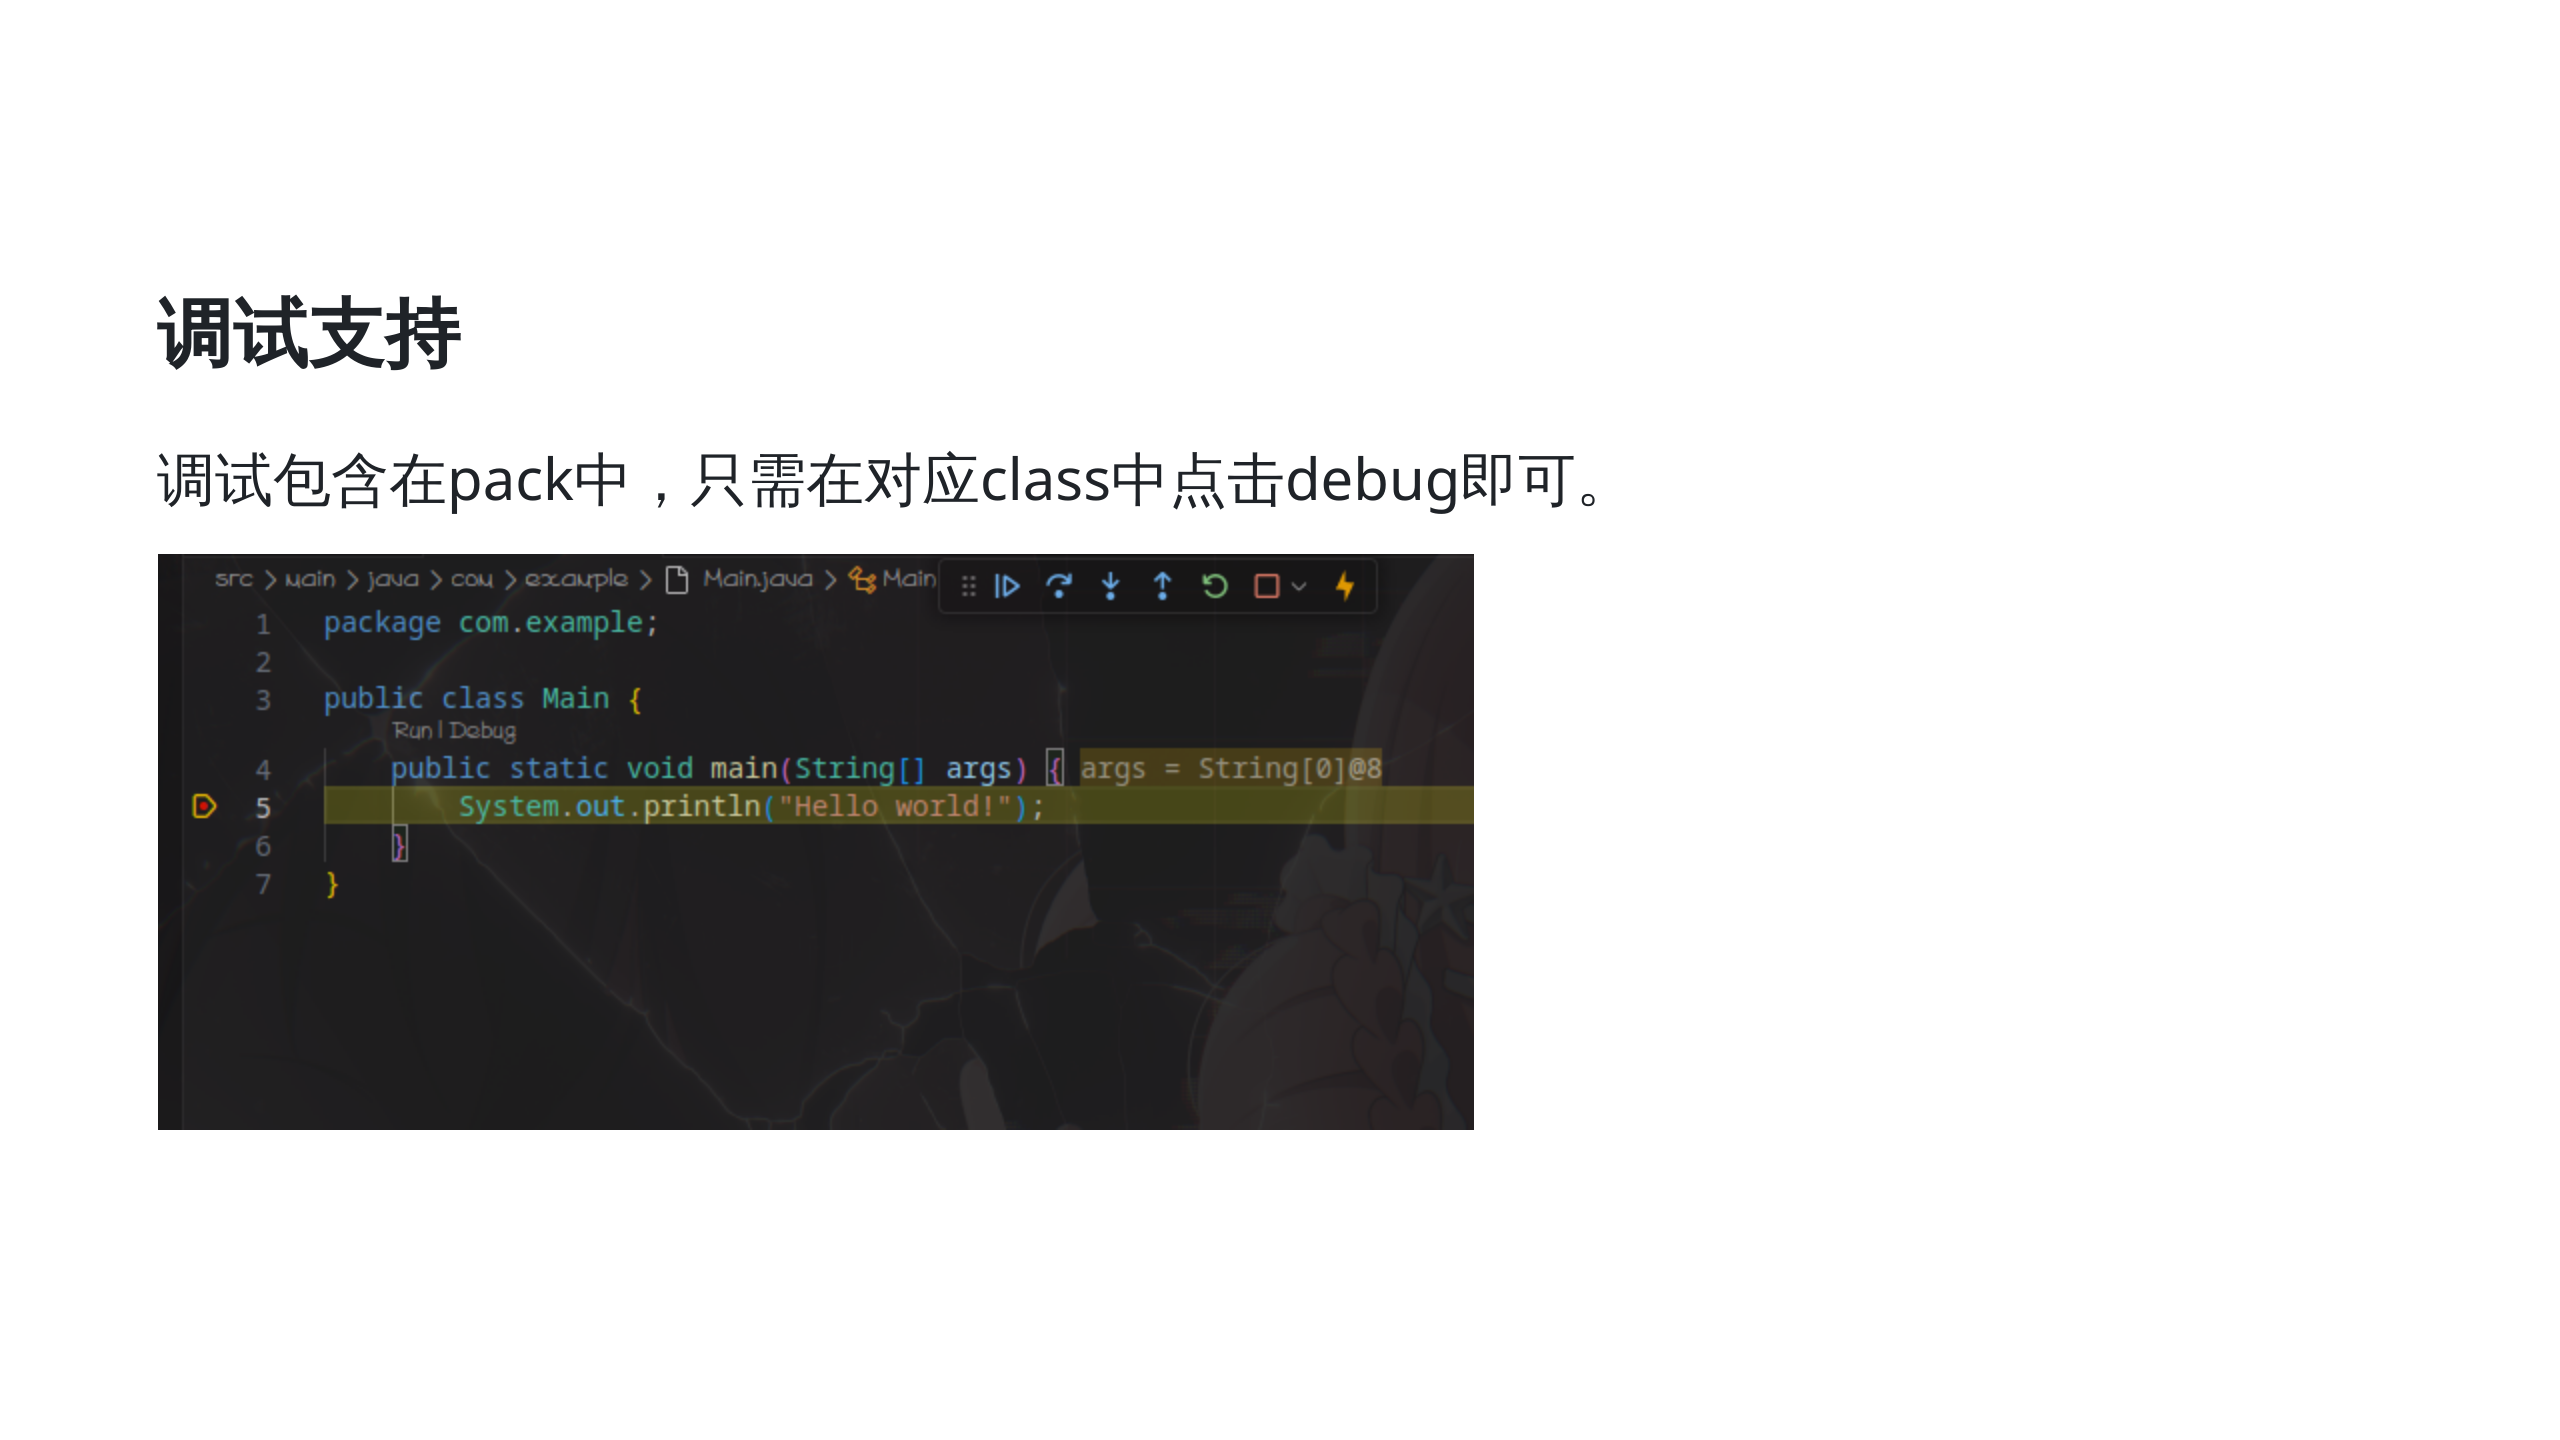 调试支持
调试包含在pack中，只需在对应class中点击debug即可。
src > main > java > com > example > Main.java > Main
1 package com.example;
2
3 public class Main {
Run | Debug
4 public static void main(String[] args) { args = String[0]@8
5 System.out.println("Hello world!");
6 }
7 }